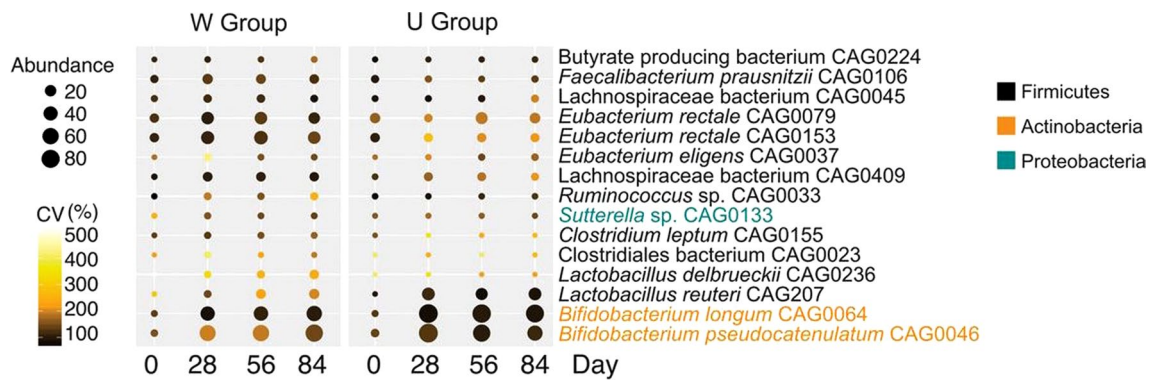 W Group
U Group
Abundance
20
40
60
80
CV (%)
500
400
300
200
100
Butyrate producing bacterium CAG0224
Faecalibacterium prausnitzii CAG0106
Lachnospiraceae bacterium CAG0045
Eubacterium rectale CAG0079
Eubacterium rectale CAG0153
Eubacterium eligens CAG0037
Lachnospiraceae bacterium CAG0409
Ruminococcus sp. CAG0033
Sutterella sp. CAG0133
Clostridium leptum CAG0155
Clostridiales bacterium CAG0023
Lactobacillus delbrueckii CAG0236
Lactobacillus reuteri CAG207
Bifidobacterium longum CAG0064
Bifidobacterium pseudocatenulatum CAG0046
Firmicutes
Actinobacteria
Proteobacteria
0 28 56 84 0 28 56 84 Day